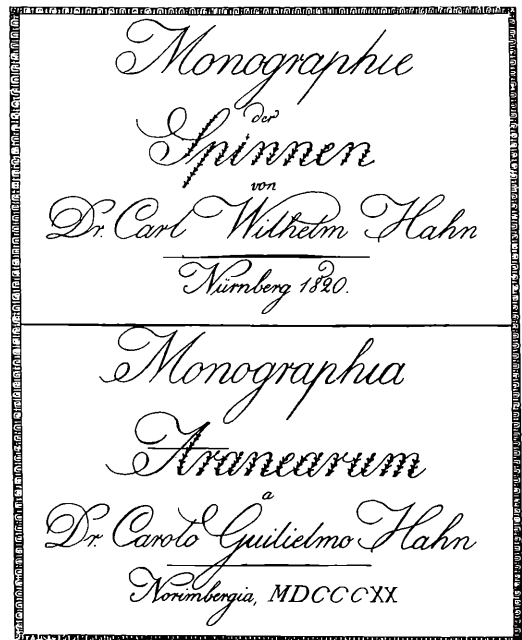 Monographie
der
Spinnen
von
Dr. Carl Wilhelm Hahn
Nürnberg 1820.
Monographia
Aranearum
a
Dr. Carolo Guilielmo Hahn
Norimbergia, MDCCCXX